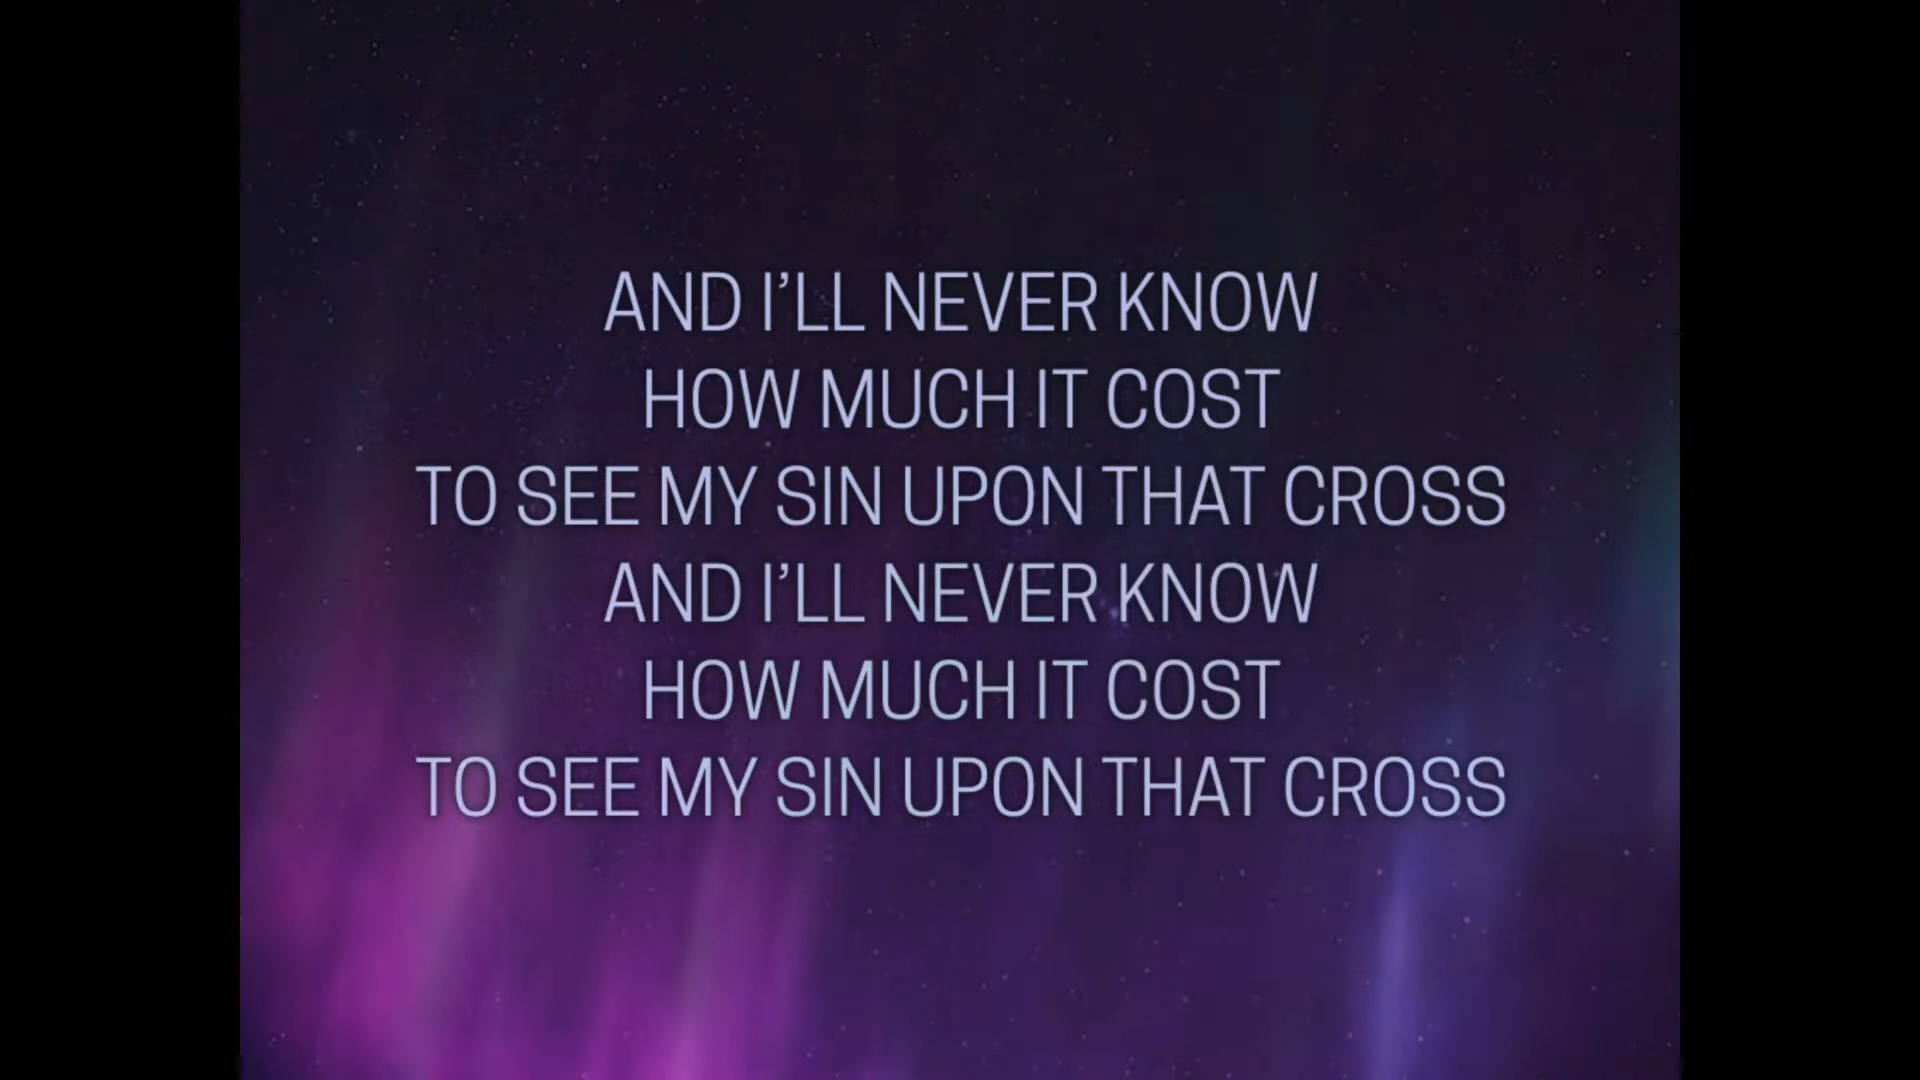 AND I’LL NEVER KNOW
HOW MUCH IT COST
TO SEE MY SIN UPON THAT CROSS
AND I’LL NEVER KNOW
HOW MUCH IT COST
TO SEE MY SIN UPON THAT CROSS